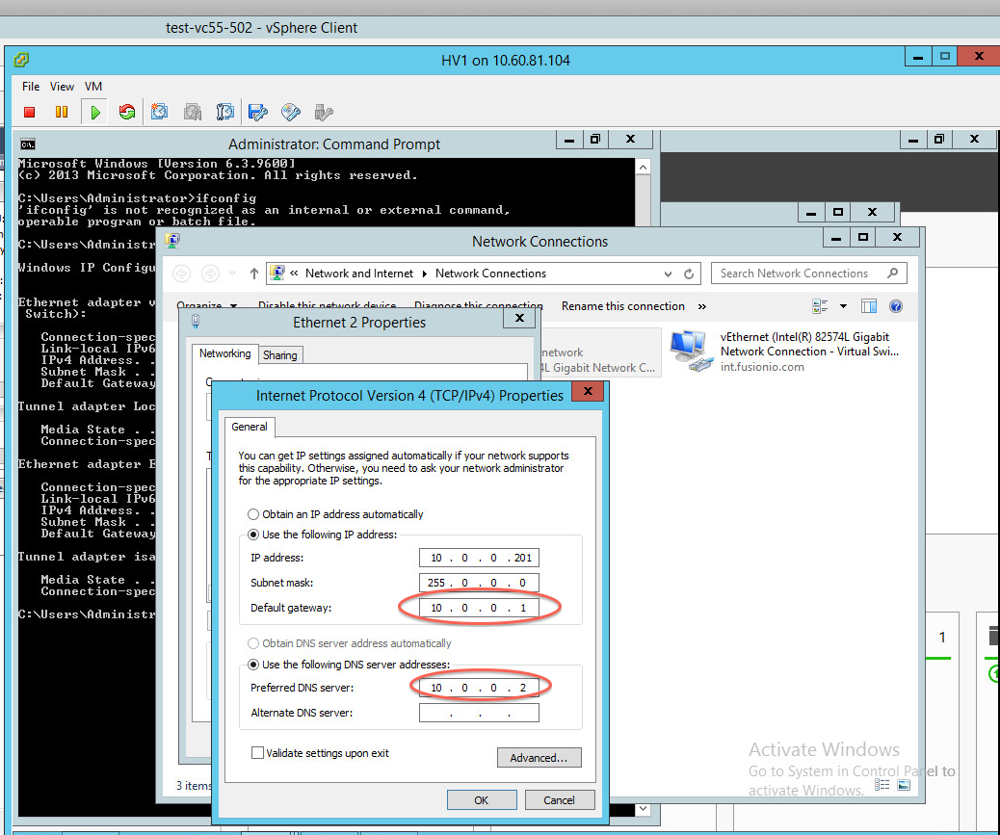 test-vc55-502 - vSphere Client
HV1 on 10.60.81.104
File View VM
Administrator: Command Prompt
Microsoft Windows [Version 6.3.9600]
(c) 2013 Microsoft Corporation. All rights reserved.
C:\Users\Administrator>ifconfig
'ifconfig' is not recognized as an internal or external command,
operable program or batch file.
C:\Users\Administr
Windows IP Configu
Ethernet adapter v
Switch):
Connection-spec
Link-local IPv6
IPv4 Address. .
Subnet Mask . .
Default Gateway
Tunnel adapter Loc
Media State . .
Connection-spec
Ethernet adapter E
Connection-spec
Link-local IPv6
IPv4 Address. .
Subnet Mask . .
Default Gateway
Tunnel adapter isa
Media State . .
Connection-spec
C:\Users\Administr
Network Connections
« Network and Internet Network Connections
Search Network Connections
Organize Disable this network device Diagnose this connection Rename this connection »
network
4L Gigabit Network C...
vEthernet (Intel(R) 82574L Gigabit
Network Connection - Virtual Swi...
int.fusionio.com
Ethernet 2 Properties
Networking Sharing
Internet Protocol Version 4 (TCP/IPv4) Properties
General
You can get IP settings assigned automatically if your network supports
this capability. Otherwise, you need to ask your network administrator
for the appropriate IP settings.
Obtain an IP address automatically
Use the following IP address:
IP address: 10 . 0 . 0 . 201
Subnet mask: 255 . 0 . 0 . 0
Default gateway: 10 . 0 . 0 . 1
Obtain DNS server address automatically
Use the following DNS server addresses:
Preferred DNS server: 10 . 0 . 0 . 2
Alternate DNS server: . . .
Validate settings upon exit
Advanced...
OK Cancel
3 items
1
Activate Windows
Go to System in Control Panel to
activate Windows.